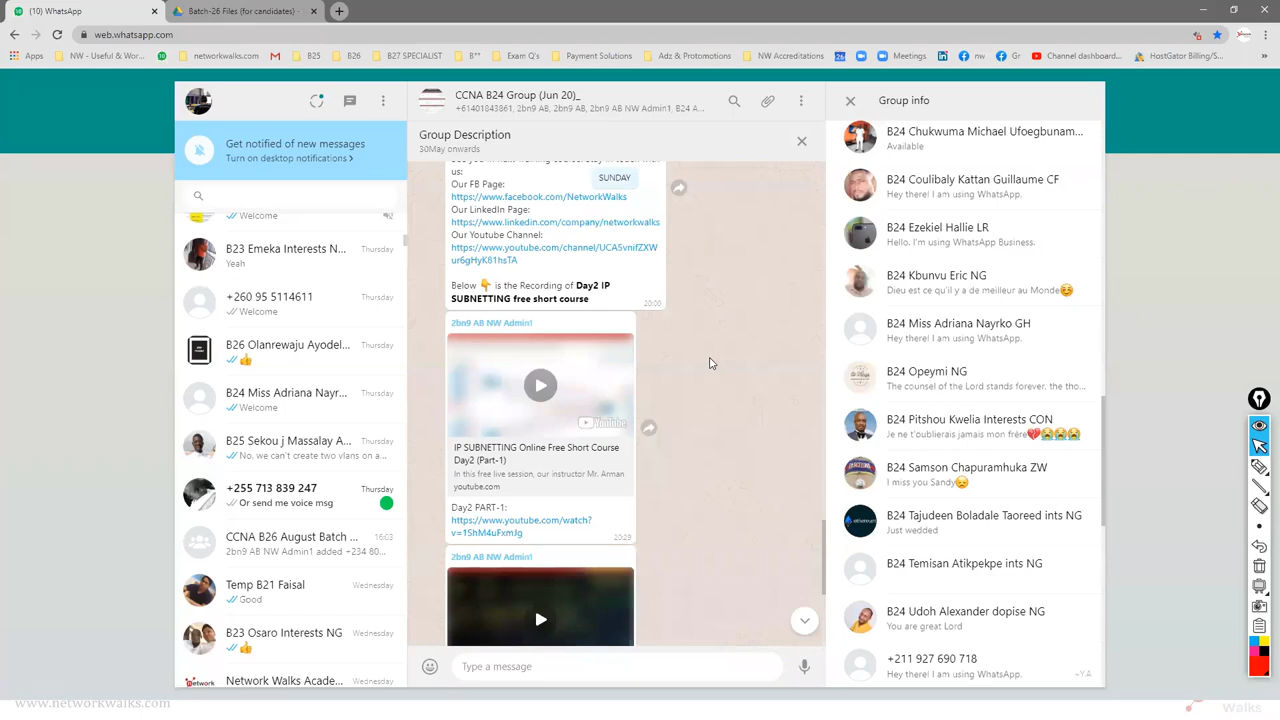 (10) WhatsApp
Batch-26 Files {for candidates} -
web.whatsapp.com
Apps
NW - Useful & Wor...
networkwalks.com
B25
B26
B27 SPECIALIST
B**
Exam Q's
Payment Solutions
Adz & Protomotions
NW Accreditations
Meetings
nw
Gr
Channel dashboard...
HostGator Billing/S...
Get notified of new messages
Turn on desktop notifications >
Welcome
B23 Emeka Interests N...
Thursday
Yeah
+260 95 5114611
Thursday
Welcome
B26 Olanrewaju Ayodel...
Thursday
👍
B24 Miss Adriana Nayr...
Thursday
Welcome
B25 Sekou j Massalay A...
Thursday
No, we can't create two vlans on a...
+255 713 839 247
Thursday
Or send me voice msg
CCNA B26 August Batch ...
16:03
2bn9 AB NW Admin1 added +234 80...
Temp B21 Faisal
Wednesday
Good
B23 Osaro Interests NG
Wednesday
👍
Network Walks Acade...
Wednesday
CCNA B24 Group (Jun 20)_
+61401843861, 2bn9 AB, 2bn9 AB NW Admin1, B24 A...
Group Description
30May onwards
us:
SUNDAY
Our FB Page:
https://www.facebook.com/NetworkWalks
Our LinkedIn Page:
https://www.linkedin.com/company/networkwalks
Our Youtube Channel:
https://www.youtube.com/channel/UCA5vnifZXW
ur6gHyK81hsTA
Below 👇 is the Recording of Day2 IP
SUBNETTING free short course
20:00
2bn9 AB NW Admin1
YouTube
IP SUBNETTING Online Free Short Course
Day2 (Part-1)
In this free live session, our instructor Mr. Arman
youtube.com
Day2 PART-1:
https://www.youtube.com/watch?
v=1ShM4uFxmJg
20:29
2bn9 AB NW Admin1
Type a message
Group info
B24 Chukwuma Michael Ufoegbunam...
Available
B24 Coulibaly Kattan Guillaume CF
Hey there! I am using WhatsApp.
B24 Ezekiel Hallie LR
Hello, I'm using WhatsApp Business.
B24 Kbunvu Eric NG
Dieu est ce qu'il y a de meilleur au Monde☺️
B24 Miss Adriana Nayrko GH
Hey there! I am using WhatsApp.
B24 Opeymi NG
The counsel of the Lord stands forever, the tho...
B24 Pitshou Kwelia Interests CON
Je ne t'oublierais jamais mon frère💔😭😭😭
B24 Samson Chapuramhuka ZW
I miss you Sandy😞
B24 Tajudeen Boladale Taoreed ints NG
Just wedded
B24 Temisan Atikpekpe ints NG
B24 Udoh Alexander dopise NG
You are great Lord
+211 927 690 718
Hey there! I am using WhatsApp.
~Y.A
www.networkwalks.com
Walks